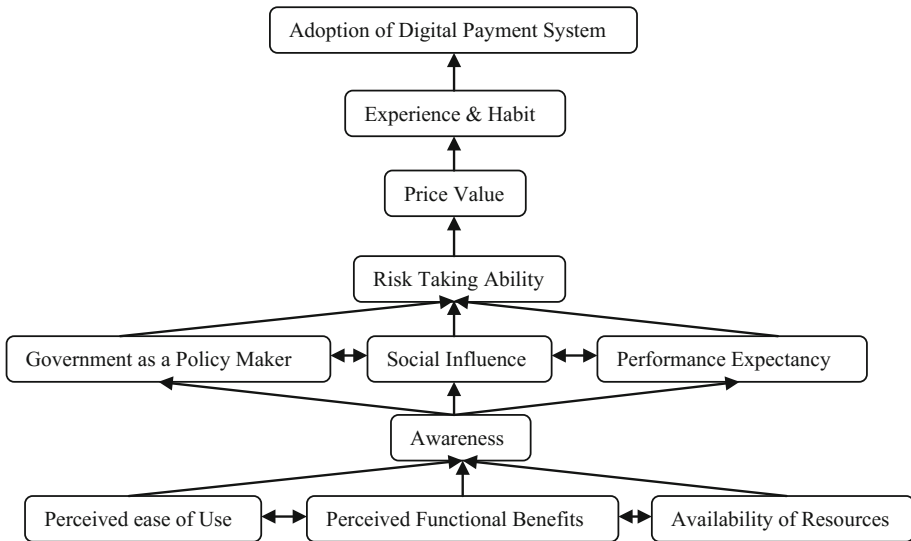 Adoption of Digital Payment System
Experience & Habit
Price Value
Risk Taking Ability
Government as a Policy Maker
Social Influence
Performance Expectancy
Awareness
Perceived ease of Use
Perceived Functional Benefits
Availability of Resources